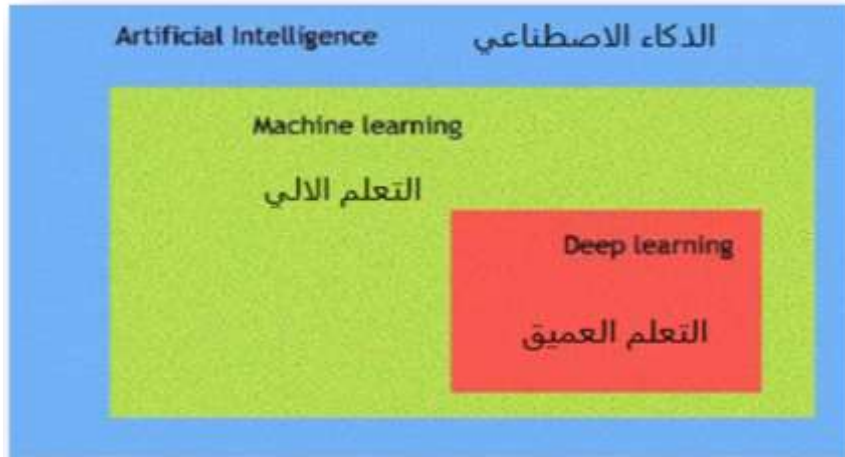 Artificial Intelligence الذكاء الاصطناعي
Machine learning
التعلم الالي
Deep learning
التعلم العميق